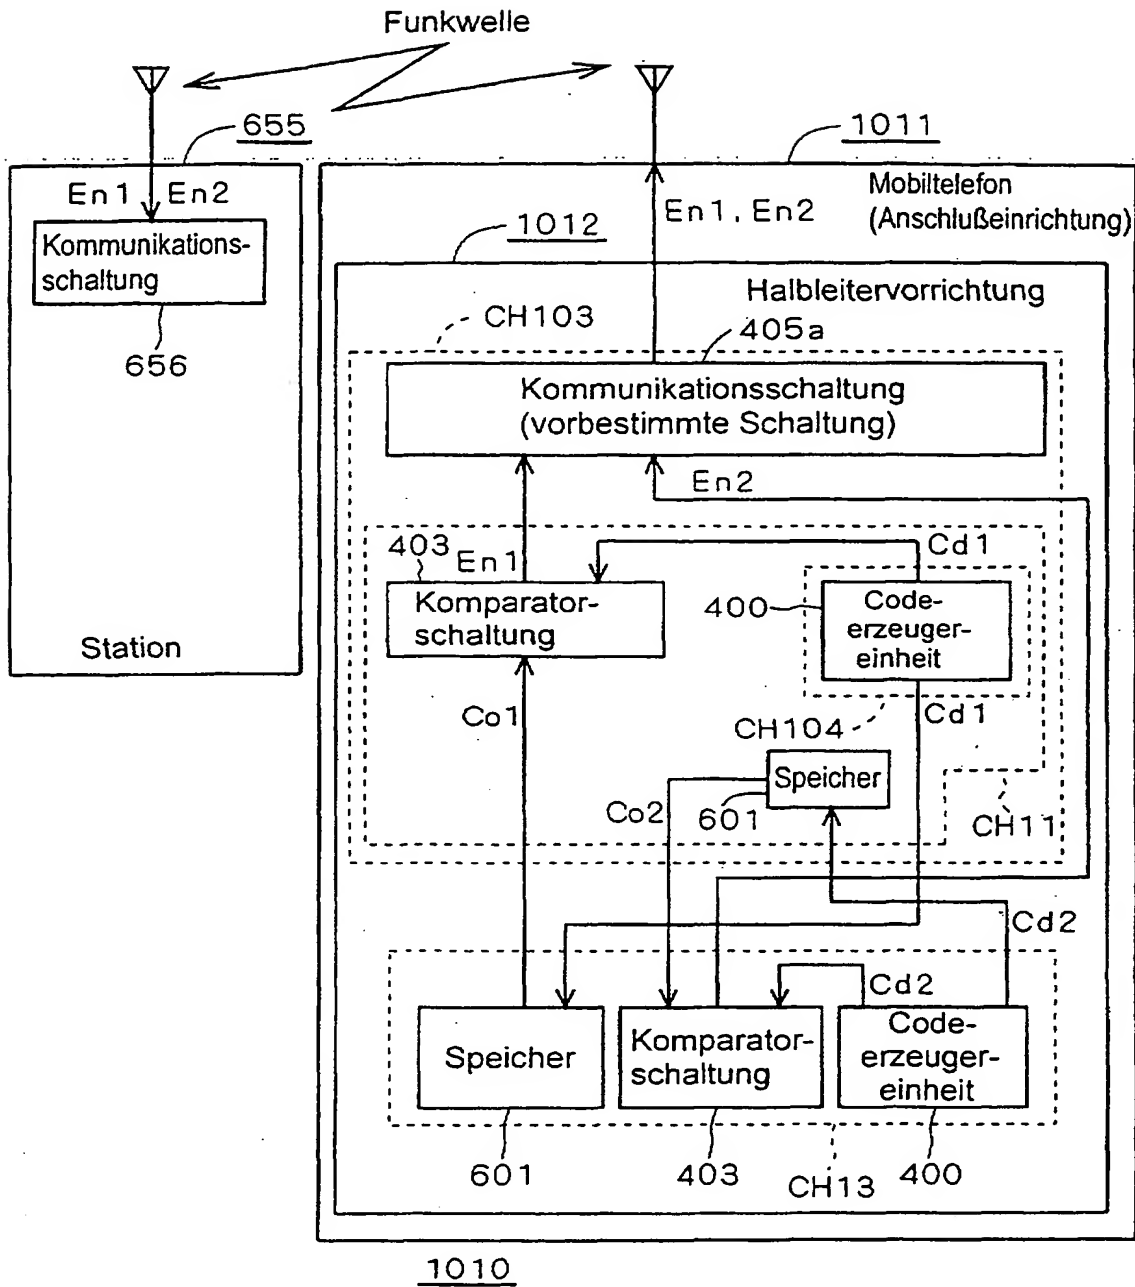 Funkwelle
655
1011
En1
En2
Kommunikations-
schaltung
656
Station
Mobiltelefon
(Anschlußeinrichtung)
En1, En2
1012
Halbleitervorrichtung
CH103
405a
Kommunikationsschaltung
(vorbestimmte Schaltung)
En2
403
En1
Cd1
Komparator-
schaltung
400
Code-
erzeuger-
einheit
Co1
Cd1
CH104
Speicher
601
Co2
CH11
Cd2
Cd2
Speicher
Komparator-
schaltung
Code-
erzeuger-
einheit
601
403
CH13
400
1010